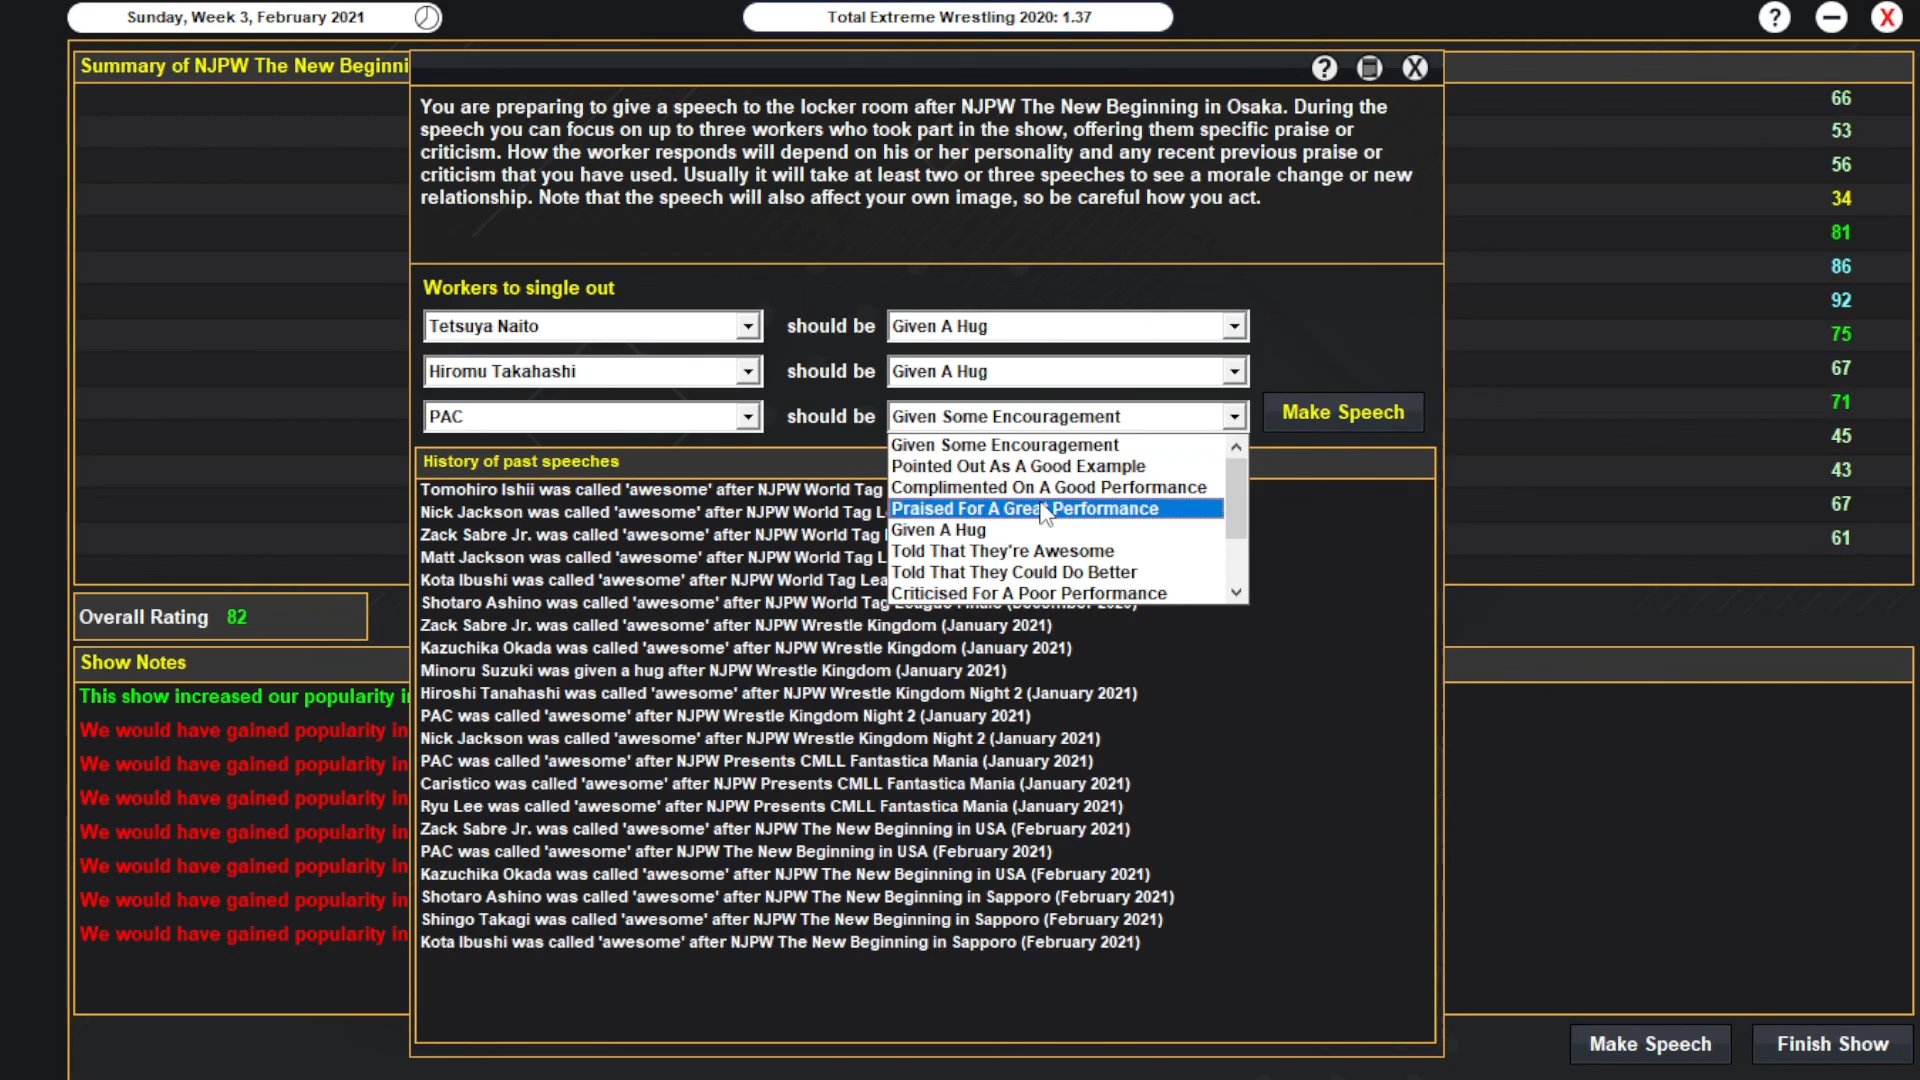 Sunday, Week 3, February 2021
Total Extreme Wrestling 2020: 1.37
?
X
Summary of NJPW The New Beginni
?
X
You are preparing to give a speech to the locker room after NJPW The New Beginning in Osaka. During the
speech you can focus on up to three workers who took part in the show, offering them specific praise or
criticism. How the worker responds will depend on his or her personality and any recent previous praise or
criticism that you have used. Usually it will take at least two or three speeches to see a morale change or new
relationship. Note that the speech will also affect your own image, so be careful how you act.
66
53
56
34
81
86
92
75
67
71
45
43
67
61
Workers to single out
Tetsuya Naito should be Given A Hug
Hiromu Takahashi should be Given A Hug
PAC should be Given Some Encouragement
Make Speech
Given Some Encouragement
Pointed Out As A Good Example
Complimented On A Good Performance
Praised For A Great Performance
Given A Hug
Told That They're Awesome
Told That They Could Do Better
Criticised For A Poor Performance
History of past speeches
Tomohiro Ishii was called 'awesome' after NJPW World Tag
Nick Jackson was called 'awesome' after NJPW World Tag L
Zack Sabre Jr. was called 'awesome' after NJPW World Tag
Matt Jackson was called 'awesome' after NJPW World Tag L
Kota Ibushi was called 'awesome' after NJPW World Tag Lea
Shotaro Ashino was called 'awesome' after NJPW World Tag League Finals (December 2020)
Zack Sabre Jr. was called 'awesome' after NJPW Wrestle Kingdom (January 2021)
Kazuchika Okada was called 'awesome' after NJPW Wrestle Kingdom (January 2021)
Minoru Suzuki was given a hug after NJPW Wrestle Kingdom (January 2021)
Hiroshi Tanahashi was called 'awesome' after NJPW Wrestle Kingdom Night 2 (January 2021)
PAC was called 'awesome' after NJPW Wrestle Kingdom Night 2 (January 2021)
Nick Jackson was called 'awesome' after NJPW Wrestle Kingdom Night 2 (January 2021)
PAC was called 'awesome' after NJPW Presents CMLL Fantastica Mania (January 2021)
Caristico was called 'awesome' after NJPW Presents CMLL Fantastica Mania (January 2021)
Ryu Lee was called 'awesome' after NJPW Presents CMLL Fantastica Mania (January 2021)
Zack Sabre Jr. was called 'awesome' after NJPW The New Beginning in USA (February 2021)
PAC was called 'awesome' after NJPW The New Beginning in USA (February 2021)
Kazuchika Okada was called 'awesome' after NJPW The New Beginning in USA (February 2021)
Shotaro Ashino was called 'awesome' after NJPW The New Beginning in Sapporo (February 2021)
Shingo Takagi was called 'awesome' after NJPW The New Beginning in Sapporo (February 2021)
Kota Ibushi was called 'awesome' after NJPW The New Beginning in Sapporo (February 2021)
Overall Rating 82
Show Notes
This show increased our popularity i
We would have gained popularity in
We would have gained popularity in
We would have gained popularity in
We would have gained popularity in
We would have gained popularity in
We would have gained popularity in
We would have gained popularity in
Make Speech
Finish Show